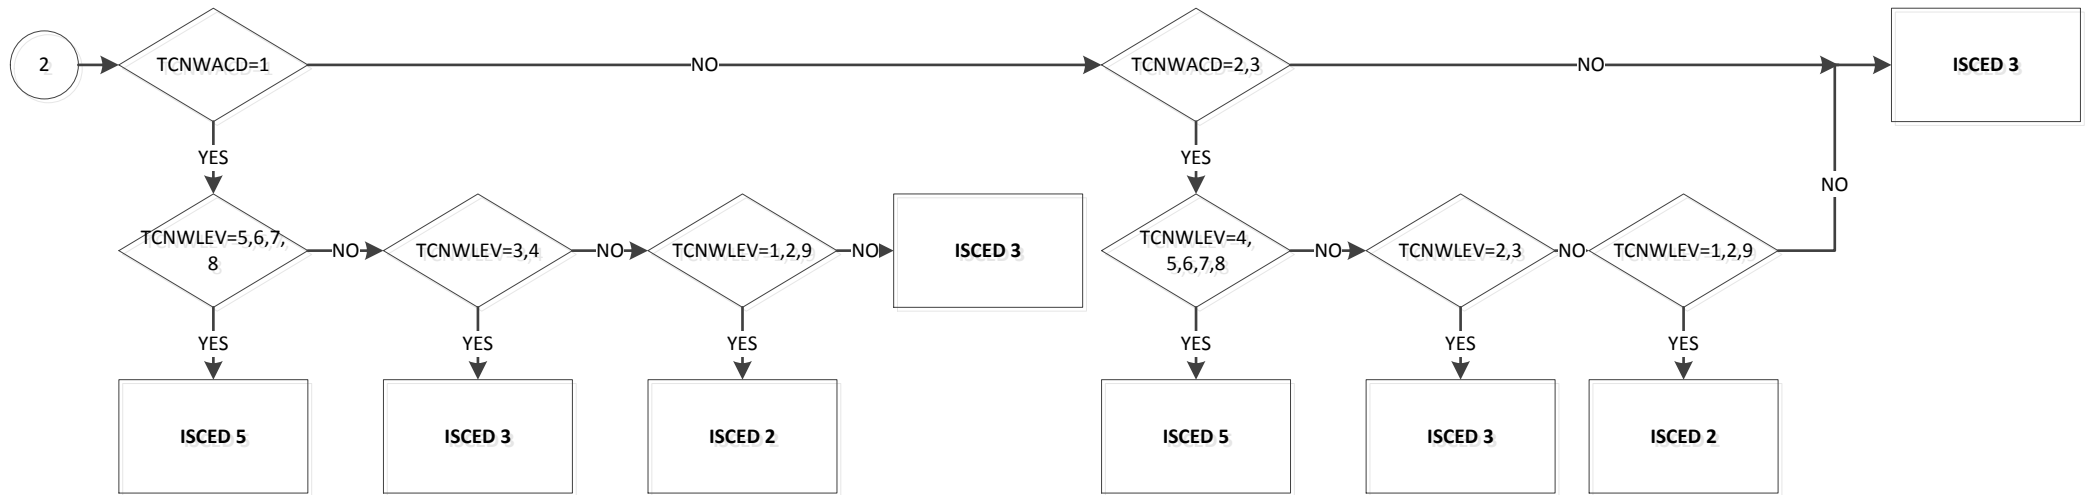 2
TCNWACD=1
NO
TCNWACD=2,3
NO
ISCED 3
YES
YES
NO
TCNWLEV=5,6,7,
8
NO
TCNWLEV=3,4
NO
TCNWLEV=1,2,9
NO
ISCED 3
TCNWLEV=4,
5,6,7,8
NO
TCNWLEV=2,3
NO
TCNWLEV=1,2,9
YES
YES
YES
YES
YES
YES
ISCED 5
ISCED 3
ISCED 2
ISCED 5
ISCED 3
ISCED 2